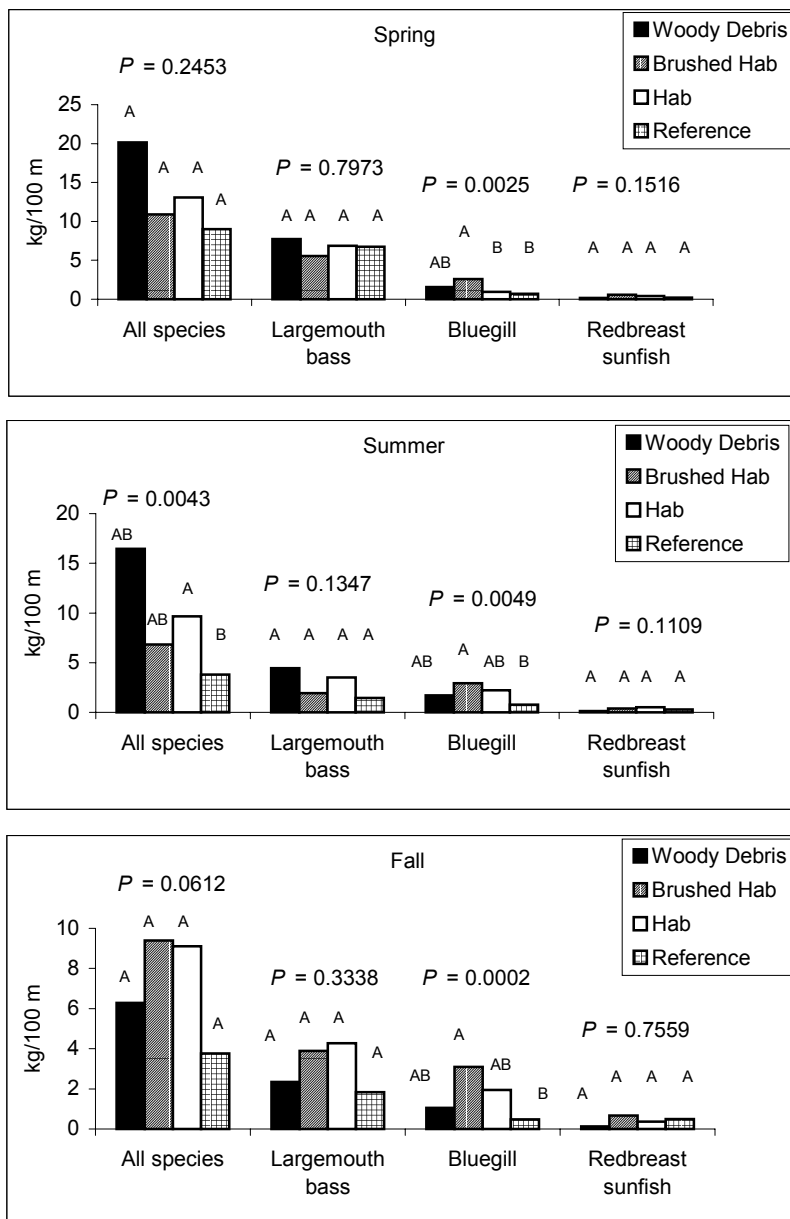 Spring
Woody Debris
Brushed Hab
Hab
Reference
P = 0.2453
P = 0.7973
P = 0.0025
P = 0.1516
A A A A
A A A A
AB A B B
A A A A
25
20
15
10
5
0
kg/100 m
All species
Largemouth
bass
Bluegill
Redbreast
sunfish
Summer
Woody Debris
Brushed Hab
Hab
Reference
P = 0.0043
P = 0.1347
P = 0.0049
P = 0.1109
AB AB A B
A A A A
AB A AB B
A A A A
20
15
10
5
0
kg/100 m
All species
Largemouth
bass
Bluegill
Redbreast
sunfish
Fall
Woody Debris
Brushed Hab
Hab
Reference
P = 0.0612
P = 0.3338
P = 0.0002
P = 0.7559
A A A A
A A A A
AB A AB B
A A A A
10
8
6
4
2
0
kg/100 m
All species
Largemouth
bass
Bluegill
Redbreast
sunfish